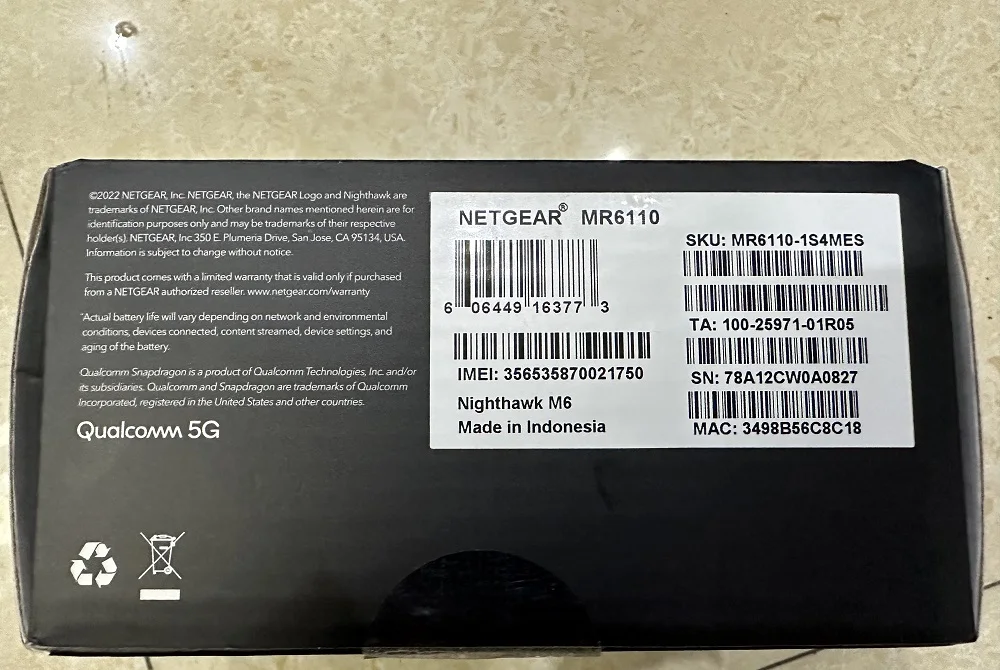 ©2022 NETGEAR, Inc. NETGEAR, the NETGEAR Logo and Nighthawk are
trademarks of NETGEAR, Inc. Other brand names mentioned herein are for
identification purposes only and may be trademarks of their respective
holder(s). NETGEAR, Inc 350 E. Plumeria Drive, San Jose, CA 95134, USA.
Information is subject to change without notice.
This product comes with a limited warranty that is valid only if purchased
from a NETGEAR authorized reseller. www.netgear.com/warranty
*Actual battery life will vary depending on network and environmental
conditions, devices connected, content streamed, device settings, and
aging of the battery.
Qualcomm Snapdragon is a product of Qualcomm Technologies, Inc. and/or
its subsidiaries. Qualcomm and Snapdragon are trademarks of Qualcomm
Incorporated, registered in the United States and other countries.
Qualcomm 5G
NETGEAR® MR6110
6 06449 16377 3
IMEI: 356535870021750
Nighthawk M6
Made in Indonesia
SKU: MR6110-1S4MES
TA: 100-25971-01R05
SN: 78A12CW0A0827
MAC: 3498B56C8C18